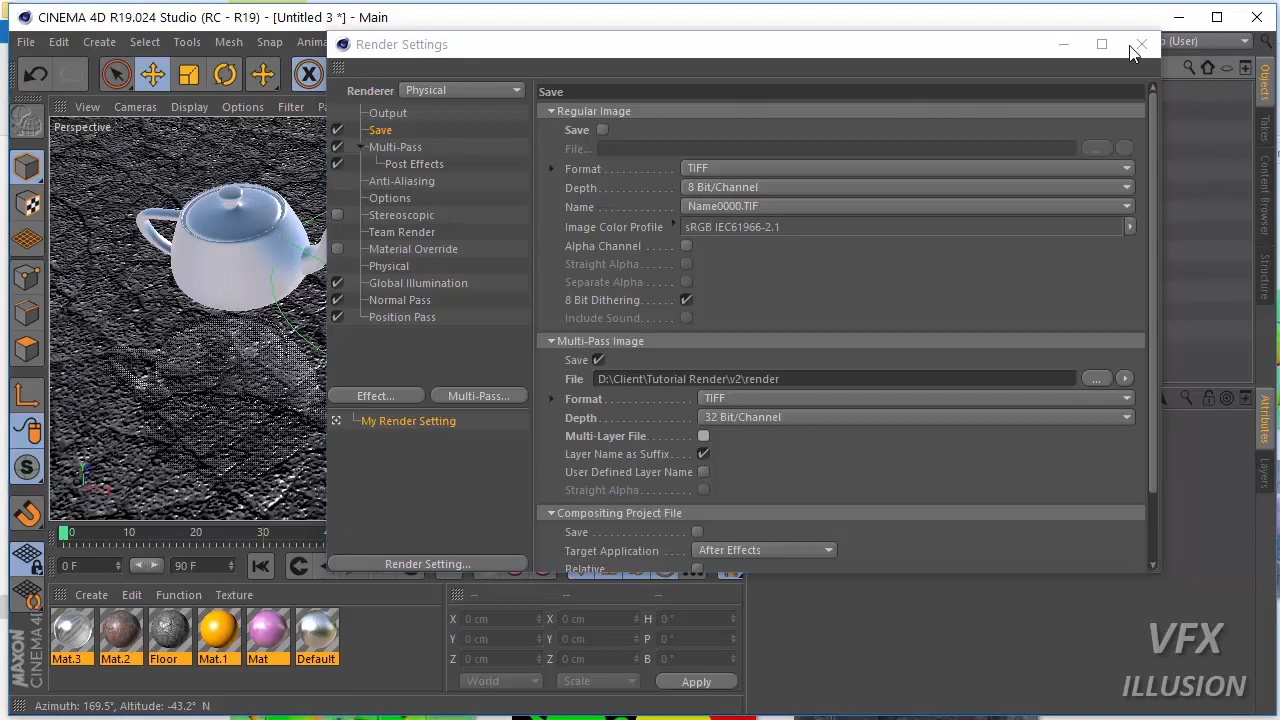 CINEMA 4D R19.024 Studio (RC - R19) - [Untitled 3 *] - Main
File Edit Create Select Tools Mesh Snap Anima
(User)
Render Settings
View Cameras Display Options Filter
Perspective
Renderer Physical
Output
Save
Multi-Pass
Post Effects
Anti-Aliasing
Options
Stereoscopic
Team Render
Material Override
Physical
Global Illumination
Normal Pass
Position Pass
Effect... Multi-Pass...
My Render Setting
Render Setting...
Save
Regular Image
Save
File...
...
Format TIFF
Depth 8 Bit/Channel
Name Name0000.TIF
Image Color Profile sRGB IEC61966-2.1
Alpha Channel
Straight Alpha
Separate Alpha
8 Bit Dithering
Include Sound
Multi-Pass Image
Save
File D:\Client\Tutorial Render\v2\render ...
Format TIFF
Depth 32 Bit/Channel
Multi-Layer File
Layer Name as Suffix
User Defined Layer Name
Straight Alpha
Compositing Project File
Save
Target Application After Effects
Relative
Objects
Takes
Content Browser
Structure
Attributes
Layers
0 10 20 30
0 F 90 F
Create Edit Function Texture
Mat.3 Mat.2 Floor Mat.1 Mat Default
-- -- --
X 0 cm X 0 cm H 0 °
Y 0 cm Y 0 cm P 0 °
Z 0 cm Z 0 cm B 0 °
World Scale Apply
MAXON
CINEMA 4D
Azimuth: 169.5°, Altitude: -43.2° N
VFX
ILLUSION